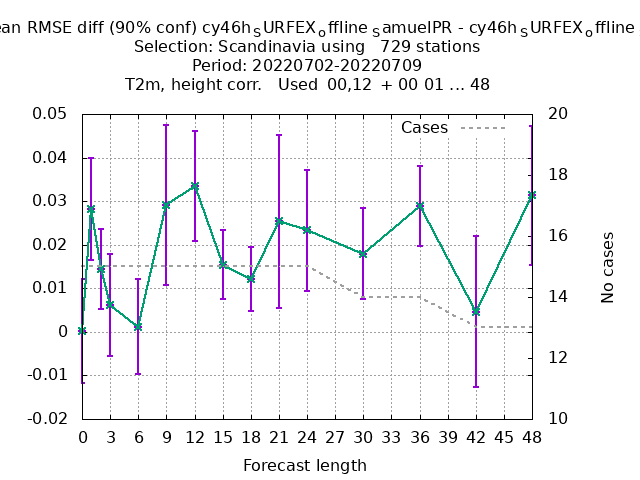 ean RMSE diff (90% conf) cy46hSURFEXoffline SamuelPR - cy46hSURFEXoffline
Selection: Scandinavia using 729 stations
Period: 20220702-20220709
T2m, height corr. Used 00,12 + 00 01 ... 48
Cases
0.05
0.04
0.03
0.02
0.01
0
-0.01
-0.02
20
18
16
14
12
10
No cases
0 3 6 9 12 15 18 21 24 27 30 33 36 39 42 45 48
Forecast length